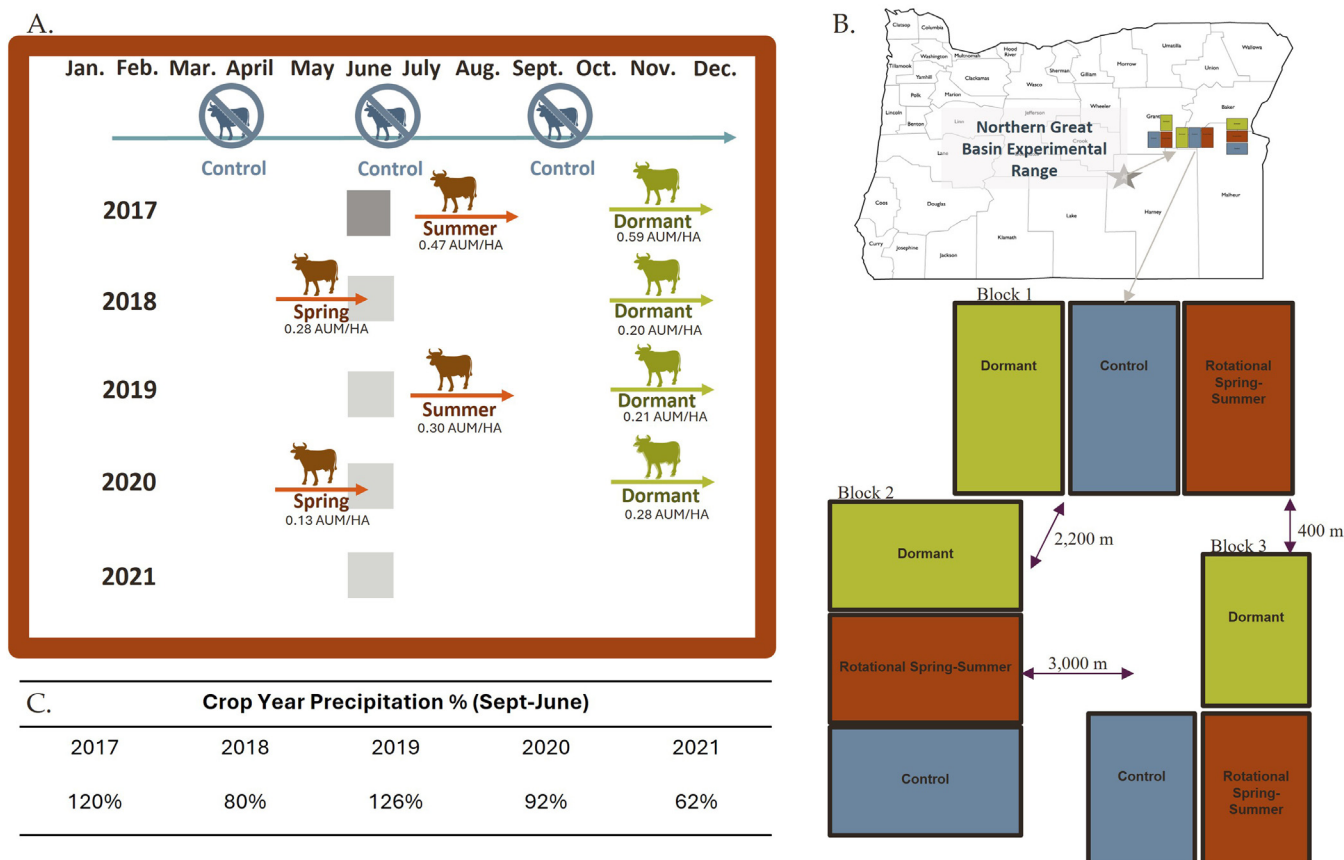 A.
Jan. Feb. Mar. April May June July Aug. Sept. Oct. Nov. Dec.
Control Control Control
2017
Summer
0.47 AUM/HA
Dormant
0.59 AUM/HA
2018
Spring
0.28 AUM/HA
Dormant
0.20 AUM/HA
2019
Summer
0.30 AUM/HA
Dormant
0.21 AUM/HA
2020
Spring
0.13 AUM/HA
Dormant
0.28 AUM/HA
2021
B.
Clatsop
Columbia
Tillamook
Washington
Multnomah
Hood
River
Yamhill
Clackamas
Wasco
Sherman
Gilliam
Morrow
Umatilla
Union
Wallowa
Polk
Marion
Lincoln
Benton
Linn
Jefferson
Wheeler
Grant
Baker
Lane
Crook
Northern Great
Basin Experimental
Range
Coos
Douglas
Curry
Josephine
Jackson
Klamath
Lake
Harney
Malheur
Block 1
Dormant
Control
Rotational
Spring-
Summer
Block 2
Dormant
Rotational Spring-Summer
Control
2,200 m
400 m
3,000 m
Block 3
Dormant
Control
Rotational
Spring-
Summer
C.
Crop Year Precipitation % (Sept-June)
2017 2018 2019 2020 2021
120% 80% 126% 92% 62%